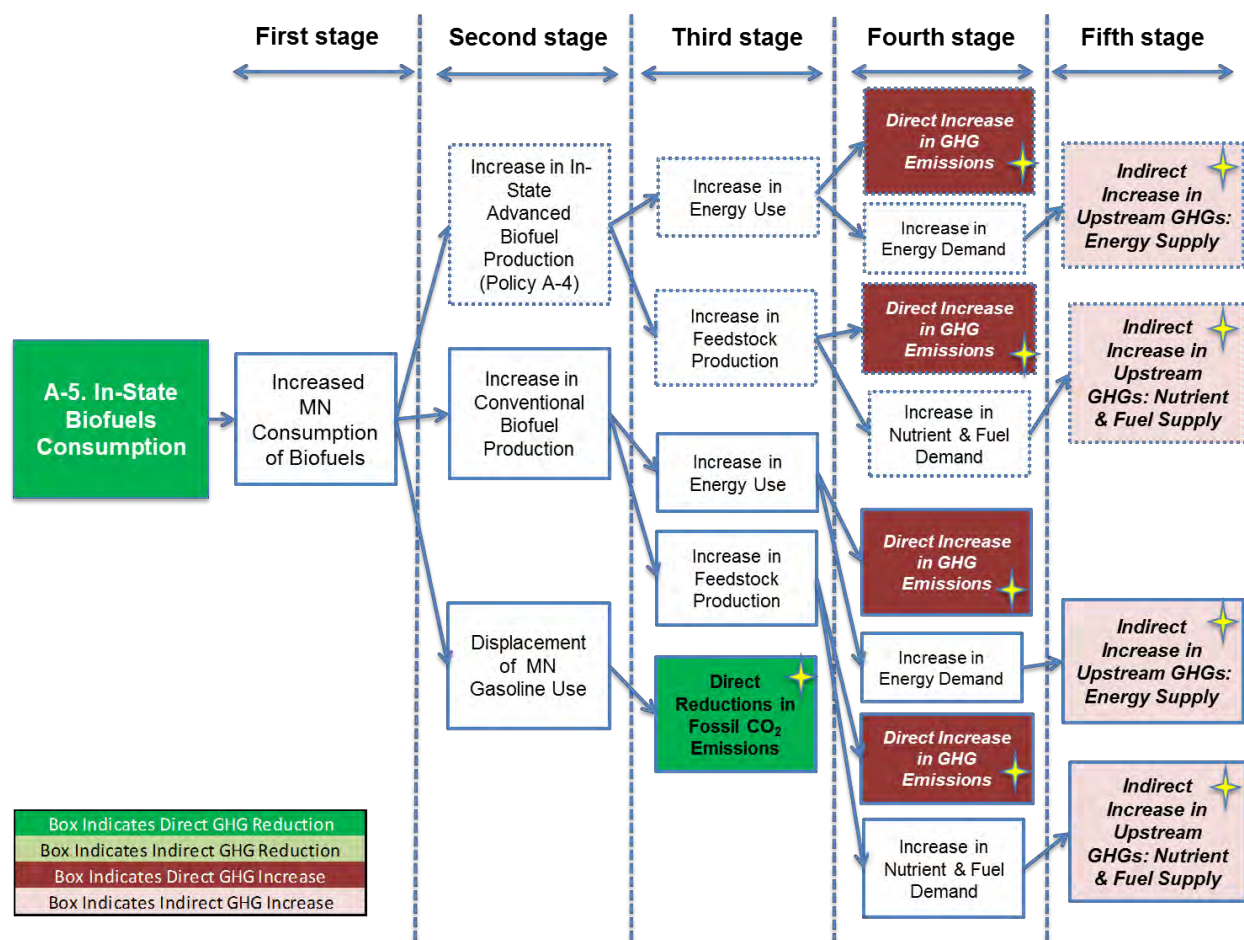 First stage
Second stage
Third stage
Fourth stage
Fifth stage
A-5. In-State
Biofuels
Consumption
Increased
MN
Consumption
of Biofuels
Increase in In-
State
Advanced
Biofuel
Production
(Policy A-4)
Increase in
Conventional
Biofuel
Production
Displacement
of MN
Gasoline Use
Increase in
Energy Use
Increase in
Feedstock
Production
Increase in
Energy Use
Increase in
Feedstock
Production
Direct
Reductions in
Fossil CO₂
Emissions
Direct Increase
in GHG
Emissions
Increase in
Energy Demand
Direct Increase
in GHG
Emissions
Increase in
Nutrient & Fuel
Demand
Direct Increase
in GHG
Emissions
Increase in
Energy Demand
Direct Increase
in GHG
Emissions
Increase in
Nutrient & Fuel
Demand
Indirect
Increase in
Upstream GHGs:
Energy Supply
Indirect
Increase in
Upstream
GHGs: Nutrient
& Fuel Supply
Indirect
Increase in
Upstream GHGs:
Energy Supply
Indirect
Increase in
Upstream
GHGs: Nutrient
& Fuel Supply
Box Indicates Direct GHG Reduction
Box Indicates Indirect GHG Reduction
Box Indicates Direct GHG Increase
Box Indicates Indirect GHG Increase